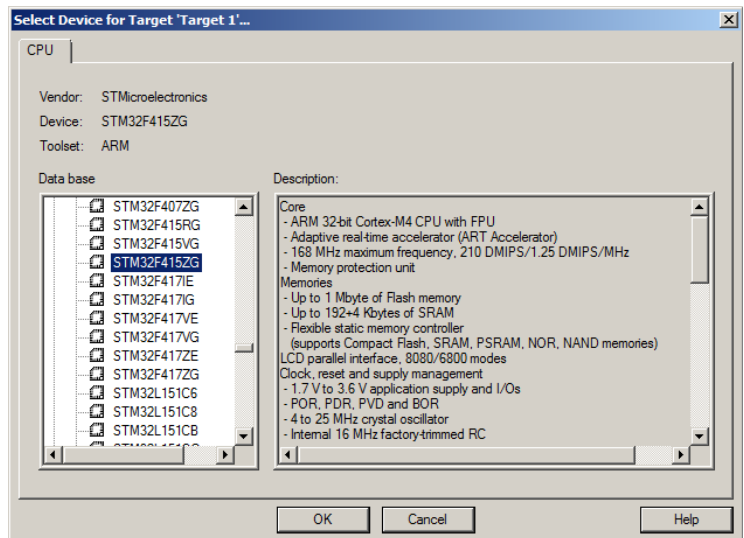 Select Device for Target 'Target 1'...
CPU
Vendor: STMicroelectronics
Device: STM32F415ZG
Toolset: ARM
Data base
Description:
STM32F407ZG
STM32F415RG
STM32F415VG
STM32F415ZG
STM32F417IE
STM32F417IG
STM32F417VE
STM32F417VG
STM32F417ZE
STM32F417ZG
STM32L151C6
STM32L151C8
STM32L151CB
Core
- ARM 32-bit Cortex-M4 CPU with FPU
- Adaptive real-time accelerator (ART Accelerator)
- 168 MHz maximum frequency, 210 DMIPS/1.25 DMIPS/MHz
- Memory protection unit
Memories
- Up to 1 Mbyte of Flash memory
- Up to 192+4 Kbytes of SRAM
- Flexible static memory controller
(supports Compact Flash, SRAM, PSRAM, NOR, NAND memories)
LCD parallel interface, 8080/6800 modes
Clock, reset and supply management
- 1.7 V to 3.6 V application supply and I/Os
- POR, PDR, PVD and BOR
- 4 to 25 MHz crystal oscillator
- Internal 16 MHz factory-trimmed RC
OK
Cancel
Help